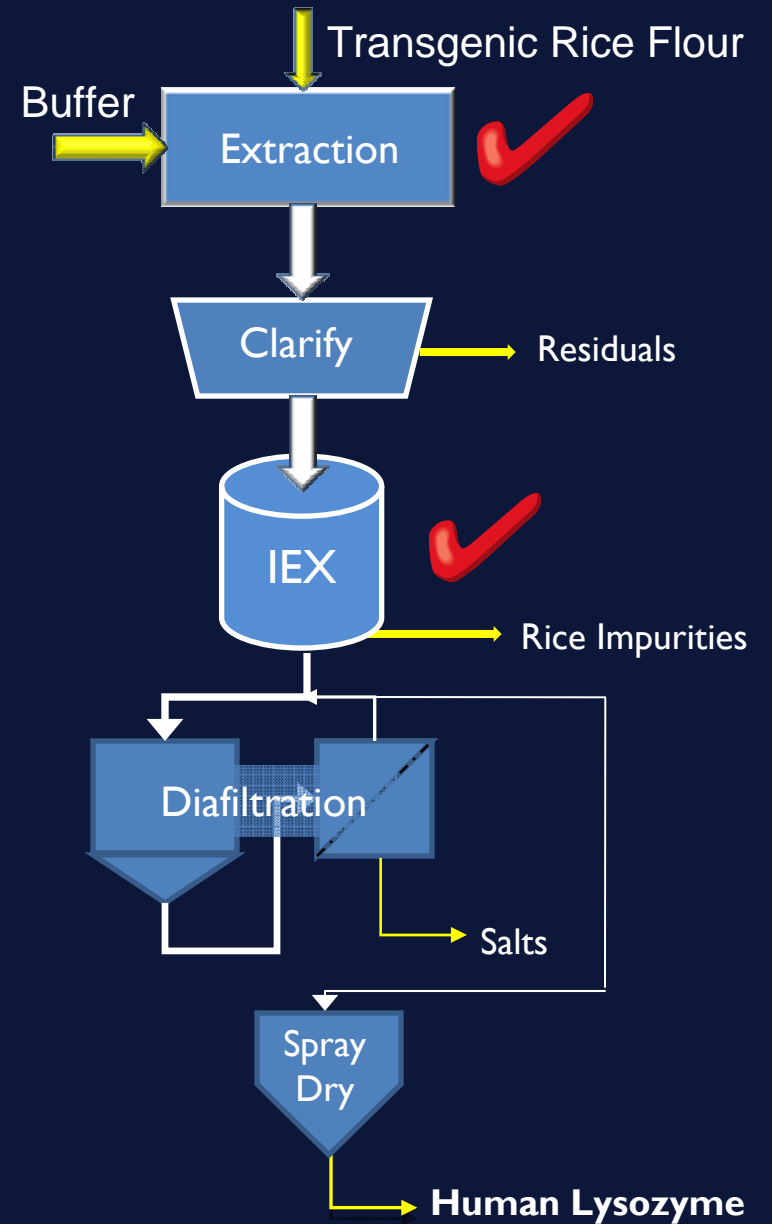 Transgenic Rice Flour
Buffer
Extraction
Clarify
Residuals
IEX
Rice Impurities
Diafiltration
Salts
Spray
Dry
Human Lysozyme